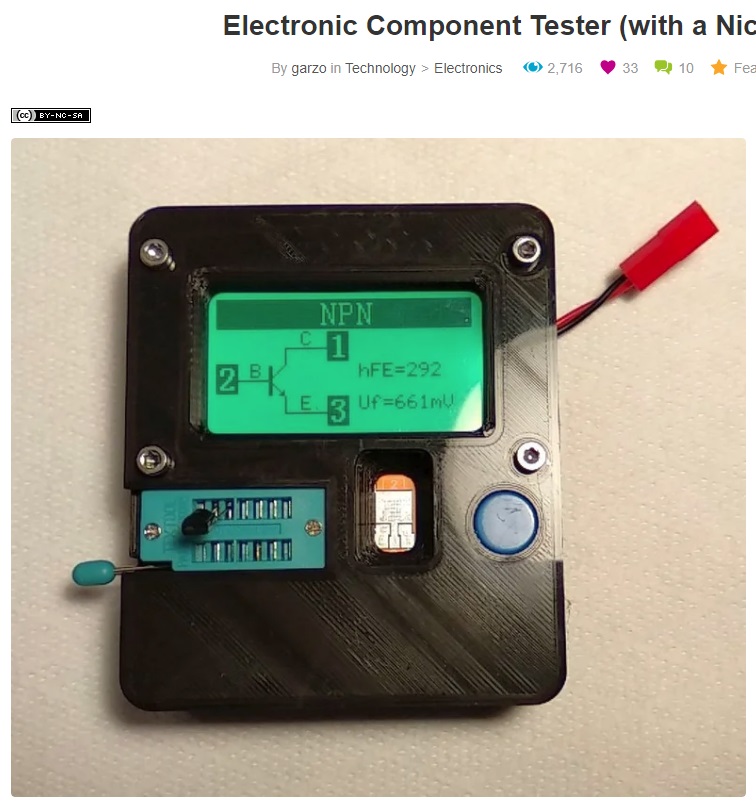 Electronic Component Tester (with a Nic
By garzo in Technology > Electronics 2,716 33 10 Fea
(cc) BY-NC-SA
NPN
C 1
2 B hFE=292
E 3 Uf=661mV
2